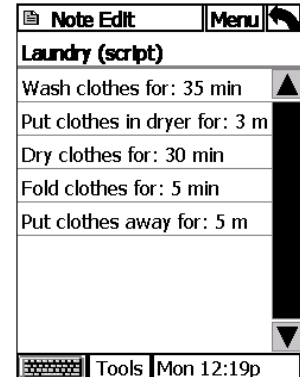 Note Edit Menu
Laundry (script)
Wash clothes for: 35 min
Put clothes in dryer for: 3 m
Dry clothes for: 30 min
Fold clothes for: 5 min
Put clothes away for: 5 m
Tools Mon 12:19p